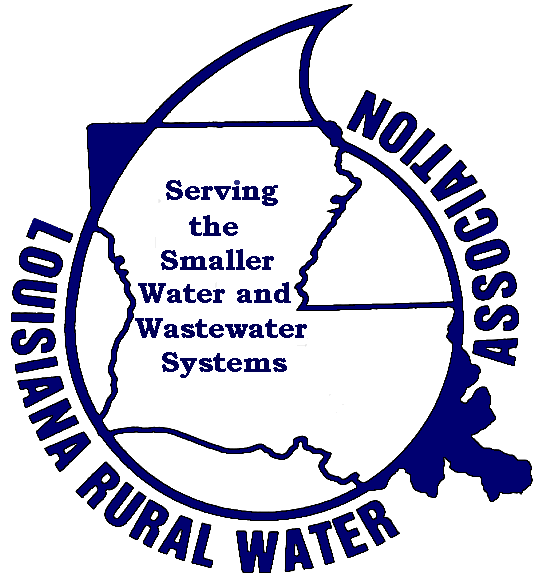 LOUISIANA RURAL WATER ASSOCIATION
Serving
the
Smaller
Water and
Wastewater
Systems